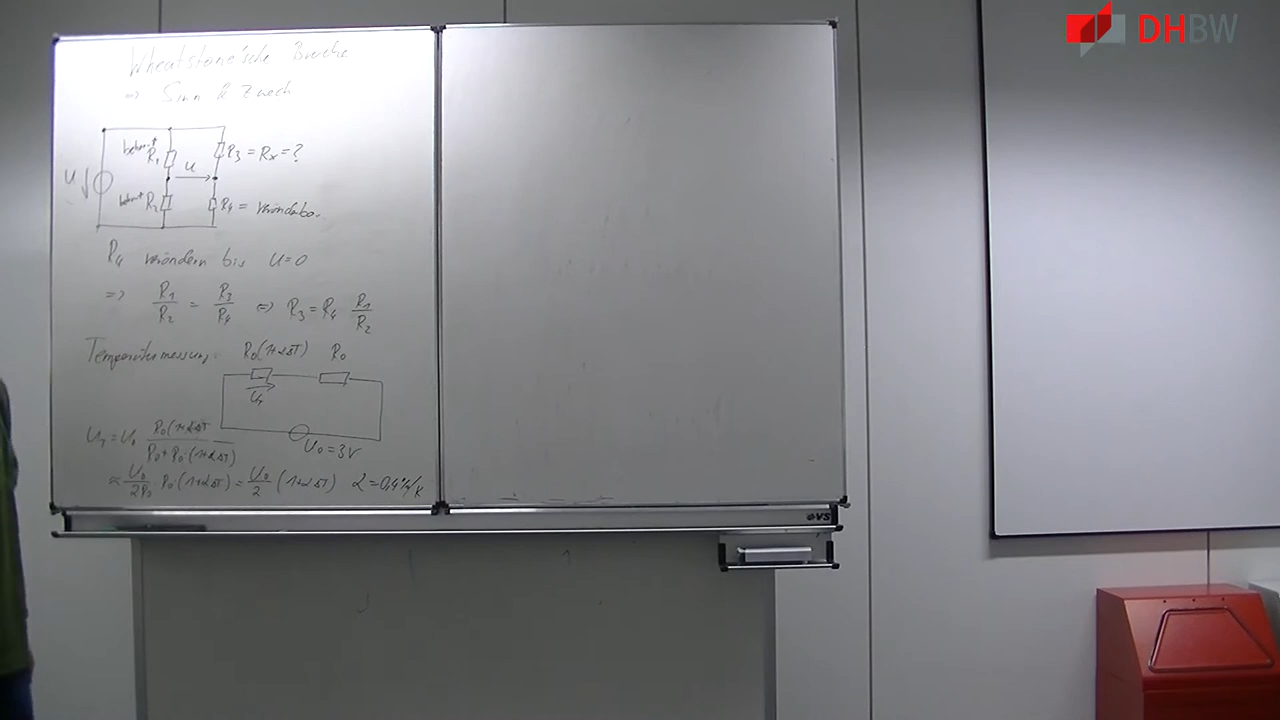 DHBW
Wheatstone'sche Brücke
=> Sinn & Zweck
bekannt R1
R3 = Rx = ?
U
u
bekannt R2
R4 = veränderbar
R4 verändern bis U=0
=> R1/R2 = R3/R4 <=> R3 = R4 R1/R2
Temperaturmessung
R0(1+αΔT) R0
U1
U0 = 3V
U1 = U0 R0(1+αΔT / R0+R0·(1+αΔT)
≈ U0/2R0 R0·(1+αΔT) = U0/2 (1+αΔT) α = 0,4%/K
evs